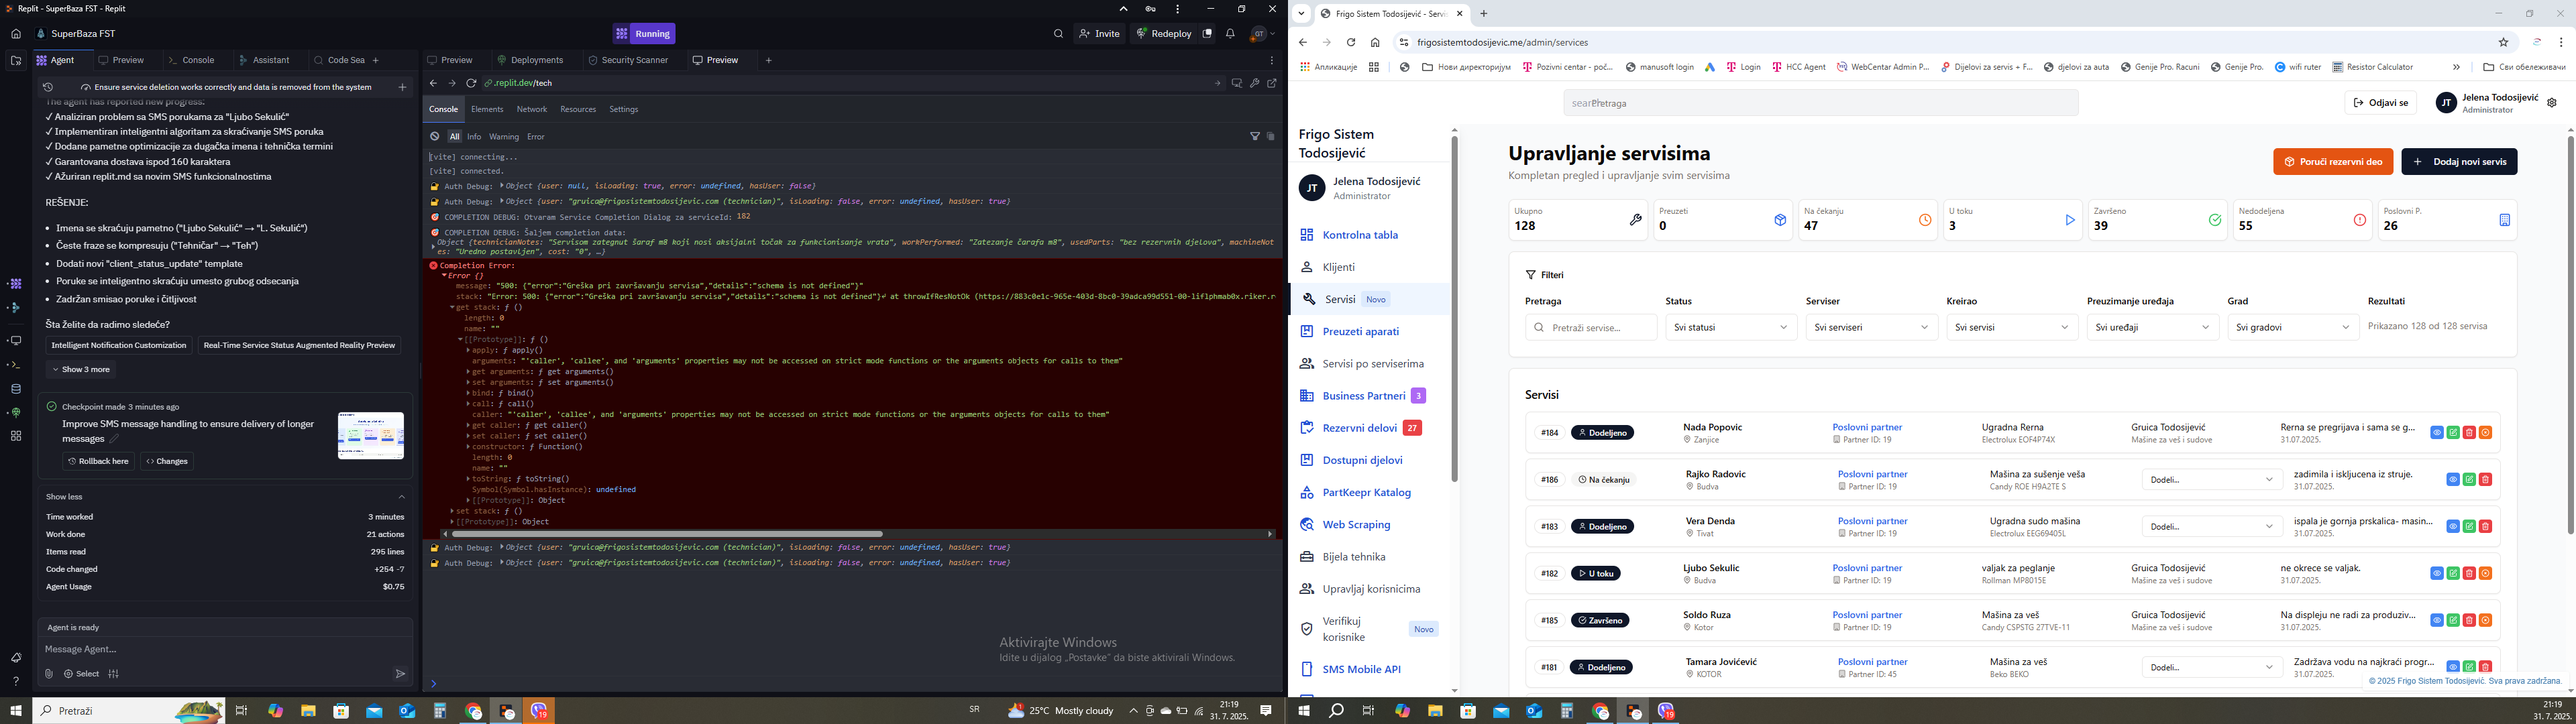 Replit - SuperBaza FST - Replit
SuperBaza FST
Running
Invite
Redeploy
GT
Agent
Preview
Console
Assistant
Code Sea
Ensure service deletion works correctly and data is removed from the system
The agent has reported new progress:
✓ Analiziran problem sa SMS porukama za "Ljubo Sekulić"
✓ Implementiran inteligentni algoritam za skraćivanje SMS poruka
✓ Dodane pametne optimizacije za dugačka imena i tehnička termini
✓ Garantovana dostava ispod 160 karaktera
✓ Ažuriran replit.md sa novim SMS funkcionalnostima
REŠENJE:
• Imena se skraćuju pametno ("Ljubo Sekulić" → "L. Sekulić")
• Česte fraze se kompresuju ("Tehničar" → "Teh")
• Dodati novi "client_status_update" template
• Poruke se inteligentno skraćuju umesto grubog odsecanja
• Zadržan smisao poruke i čitljivost
Šta želite da radimo sledeće?
Intelligent Notification Customization
Real-Time Service Status Augmented Reality Preview
Show 3 more
Checkpoint made 3 minutes ago
Improve SMS message handling to ensure delivery of longer
messages
Rollback here
Changes
Show less
Time worked 3 minutes
Work done 21 actions
Items read 295 lines
Code changed +254 -7
Agent Usage $0.75
Agent is ready
Message Agent...
Select
Preview
Deployments
Security Scanner
Preview
.replit.dev/tech
Console
Elements
Network
Resources
Settings
All
Info
Warning
Error
[vite] connecting...
[vite] connected.
Auth Debug: Object {user: null, isLoading: true, error: undefined, hasUser: false}
Auth Debug: Object {user: "gruica@frigosistemtodosijevic.com (technician)", isLoading: false, error: undefined, hasUser: true}
COMPLETION DEBUG: Otvaram Service Completion Dialog za serviceId: 182
COMPLETION DEBUG: Šaljem completion data:
Object {technicianNotes: "Servisom zategnut šaraf m8 koji nosi aksijalni točak za funkcionisanje vrata", workPerformed: "Zatezanje čarafa m8", usedParts: "bez rezervnih djelova", machineNot
es: "Uredno postavljen", cost: "0", …}
Completion Error:
Error {}
message: "500: {"error":"Greška pri završavanju servisa","details":"schema is not defined"}"
stack: "Error: 500: {"error":"Greška pri završavanju servisa","details":"schema is not defined"}↵ at throwIfResNotOk (https://883c0e1c-965e-403d-8bc0-39adca99d551-00-1iflphmab0x.riker.r
get stack: ƒ ()
length: 0
name: ""
[[Prototype]]: ƒ ()
apply: ƒ apply()
arguments: "'caller', 'callee', and 'arguments' properties may not be accessed on strict mode functions or the arguments objects for calls to them"
get arguments: ƒ get arguments()
set arguments: ƒ set arguments()
bind: ƒ bind()
call: ƒ call()
caller: "'caller', 'callee', and 'arguments' properties may not be accessed on strict mode functions or the arguments objects for calls to them"
get caller: ƒ get caller()
set caller: ƒ set caller()
constructor: ƒ Function()
length: 0
name: ""
toString: ƒ toString()
Symbol(Symbol.hasInstance): undefined
[[Prototype]]: Object
set stack: ƒ ()
[[Prototype]]: Object
Auth Debug: Object {user: "gruica@frigosistemtodosijevic.com (technician)", isLoading: false, error: undefined, hasUser: true}
Auth Debug: Object {user: "gruica@frigosistemtodosijevic.com (technician)", isLoading: false, error: undefined, hasUser: true}
Aktivirajte Windows
Idite u dijalog „Postavke" da biste aktivirali Windows.
Pretraži
19
SR
25°C Mostly cloudy
21:19
31. 7. 2025.
Frigo Sistem Todosijević - Servi
frigosistemtodosijevic.me/admin/services
Апликације
Нови директоријум
Pozivni centar - poč...
manusoft login
Login
HCC Agent
WebCentar Admin P...
Dijelovi za servis + F...
djelovi za auta
Genije Pro. Racuni
Genije Pro.
wifi ruter
Resistor Calculator
Сви обележивачи
search
Pretraga
Odjavi se
JT
Jelena Todosijević
Administrator
Frigo Sistem
Todosijević
JT
Jelena Todosijević
Administrator
Kontrolna tabla
Klijenti
Servisi Novo
Preuzeti aparati
Servisi po serviserima
Business Partneri 3
Rezervni delovi 27
Dostupni djelovi
PartKeepr Katalog
Web Scraping
Bijela tehnika
Upravljaj korisnicima
Verifikuj
korisnike Novo
SMS Mobile API
Upravljanje servisima
Kompletan pregled i upravljanje svim servisima
Poruči rezervni deo
Dodaj novi servis
Ukupno
128
Preuzeti
0
Na čekanju
47
U toku
3
Završeno
39
Nedodeljena
55
Poslovni P.
26
Filteri
Pretraga Status Serviser Kreirao Preuzimanje uređaja Grad Rezultati
Pretraži servise... Svi statusi Svi serviseri Svi servisi Svi uređaji Svi gradovi Prikazano 128 od 128 servisa
Servisi
#184 Dodeljeno Nada Popovic Poslovni partner Ugradna Rerna Gruica Todosijević Rerna se pregrijava i sama se g...
Zanjice Partner ID: 19 Electrolux EOF4P74X Mašine za veš i sudove 31.07.2025.
#186 Na čekanju Rajko Radovic Poslovni partner Mašina za sušenje veša Dodeli... zadimila i iskljucena iz struje.
Budva Partner ID: 19 Candy ROE H9A2TE S 31.07.2025.
#183 Dodeljeno Vera Denda Poslovni partner Ugradna sudo mašina Dodeli... ispala je gornja prskalica- masin...
Tivat Partner ID: 19 Electrolux EEG69405L 31.07.2025.
#182 U toku Ljubo Sekulic Poslovni partner valjak za peglanje Gruica Todosijević ne okrece se valjak.
Budva Partner ID: 19 Rollman MP8015E Mašine za veš i sudove 31.07.2025.
#185 Završeno Soldo Ruza Poslovni partner Mašina za veš Gruica Todosijević Na displeju ne radi za produziv...
Kotor Partner ID: 19 Candy CSPSTG 27TVE-11 Mašine za veš i sudove 31.07.2025.
#181 Dodeljeno Tamara Jovićević Poslovni partner Mašina za veš Dodeli... Zadržava vodu na najkraći progr...
KOTOR Partner ID: 45 Beko BEKO 31.07.2025.
© 2025 Frigo Sistem Todosijević. Sva prava zadržana.
19
21:19
31. 7. 2025.